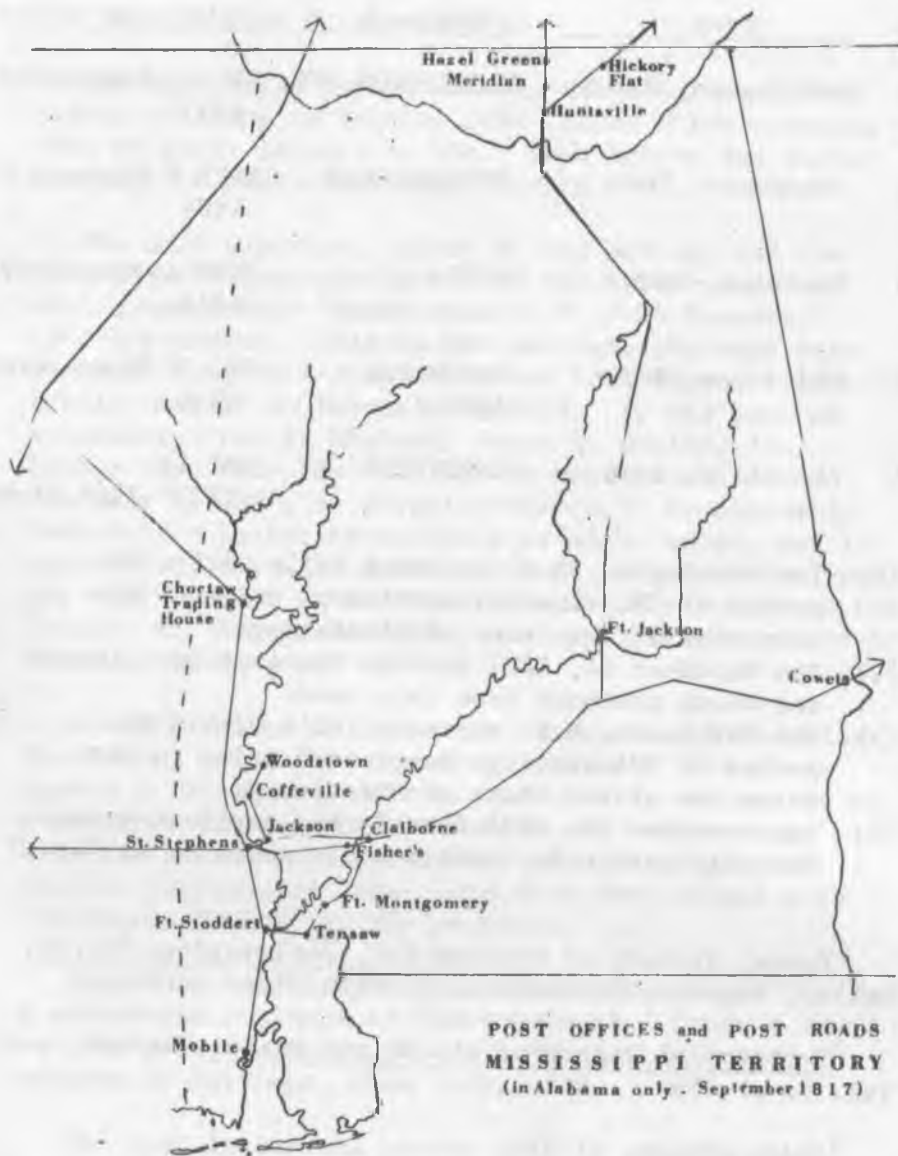 Hazel Greene
Meridian
Hickory
Flat
Huntsville
Choctaw
Trading
House
Ft. Jackson
Coweta
Woodstown
Coffeville
Jackson
Claiborne
St. Stephens
Fisher's
Ft. Montgomery
Ft. Stoddert
Tensaw
Mobile
POST OFFICES and POST ROADS
MISSISSIPPI TERRITORY
(in Alabama only . September 1817)